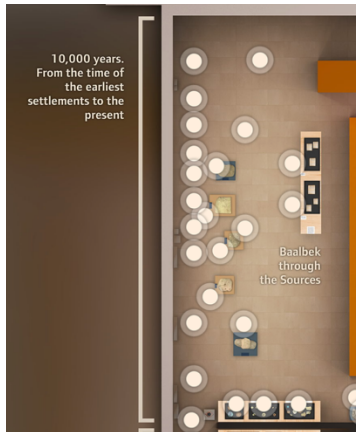 10,000 years.
From the time of
the earliest
settlements to the
present
Baalbek
through
the Sources